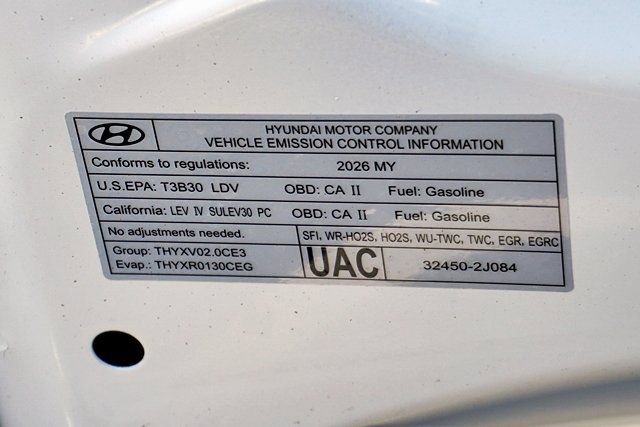 HYUNDAI MOTOR COMPANY
VEHICLE EMISSION CONTROL INFORMATION
Conforms to regulations: 2026 MY
U.S.EPA: T3B30 LDV OBD: CA II Fuel: Gasoline
California: LEV IV SULEV30 PC OBD: CA II Fuel: Gasoline
No adjustments needed. SFI, WR-HO2S, HO2S, WU-TWC, TWC, EGR, EGRC
Group: THYXV02.0CE3
Evap.: THYXR0130CEG
UAC 32450-2J084